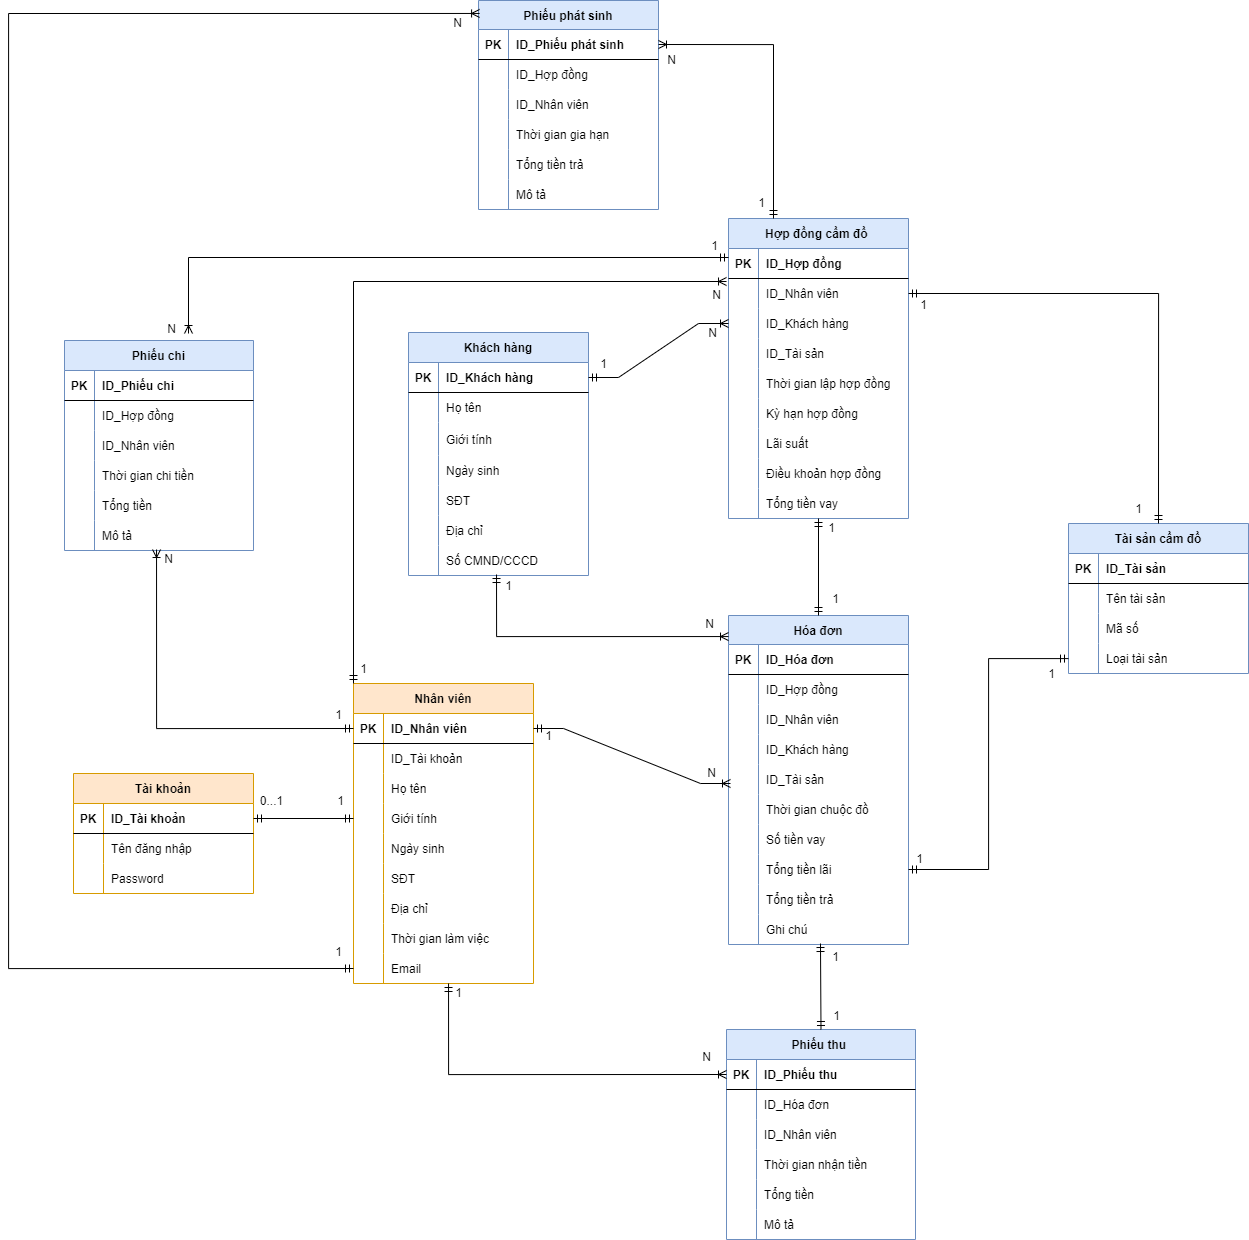 Phiếu phát sinh
N
PK ID_Phiếu phát sinh
N
ID_Hợp đồng
ID_Nhân viên
Thời gian gia hạn
Tổng tiền trả
Mô tả
1
Hợp đồng cầm đồ
1
PK ID_Hợp đồng
N
ID_Nhân viên
1
ID_Khách hàng
N
ID_Tài sản
Thời gian lập hợp đồng
Kỳ hạn hợp đồng
Lãi suất
Điều khoản hợp đồng
Tổng tiền vay
1
N
Phiếu chi
PK ID_Phiếu chi
ID_Hợp đồng
ID_Nhân viên
Thời gian chi tiền
Tổng tiền
Mô tả
N
Khách hàng
1
PK ID_Khách hàng
Họ tên
Giới tính
Ngày sinh
SĐT
Địa chỉ
Số CMND/CCCD
1
1
Tài sản cầm đồ
PK ID_Tài sản
Tên tài sản
Mã số
Loại tài sản
1
1
N
Hóa đơn
PK ID_Hóa đơn
ID_Hợp đồng
ID_Nhân viên
ID_Khách hàng
N
ID_Tài sản
Thời gian chuộc đồ
Số tiền vay
1
Tổng tiền lãi
Tổng tiền trả
Ghi chú
1
1
Nhân viên
1
PK ID_Nhân viên
1
ID_Tài khoản
Họ tên
Giới tính
Ngày sinh
SĐT
Địa chỉ
Thời gian làm việc
1
Email
1
Tài khoản
0...1
1
PK ID_Tài khoản
Tên đăng nhập
Password
1
Phiếu thu
N
PK ID_Phiếu thu
ID_Hóa đơn
ID_Nhân viên
Thời gian nhận tiền
Tổng tiền
Mô tả